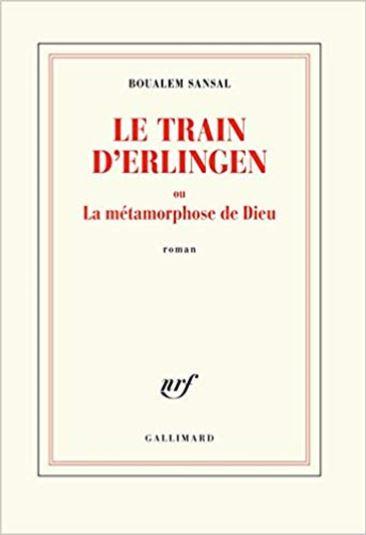 BOUALEM SANSAL
LE TRAIN
D'ERLINGEN
ou
La métamorphose de Dieu
roman
nrf
GALLIMARD